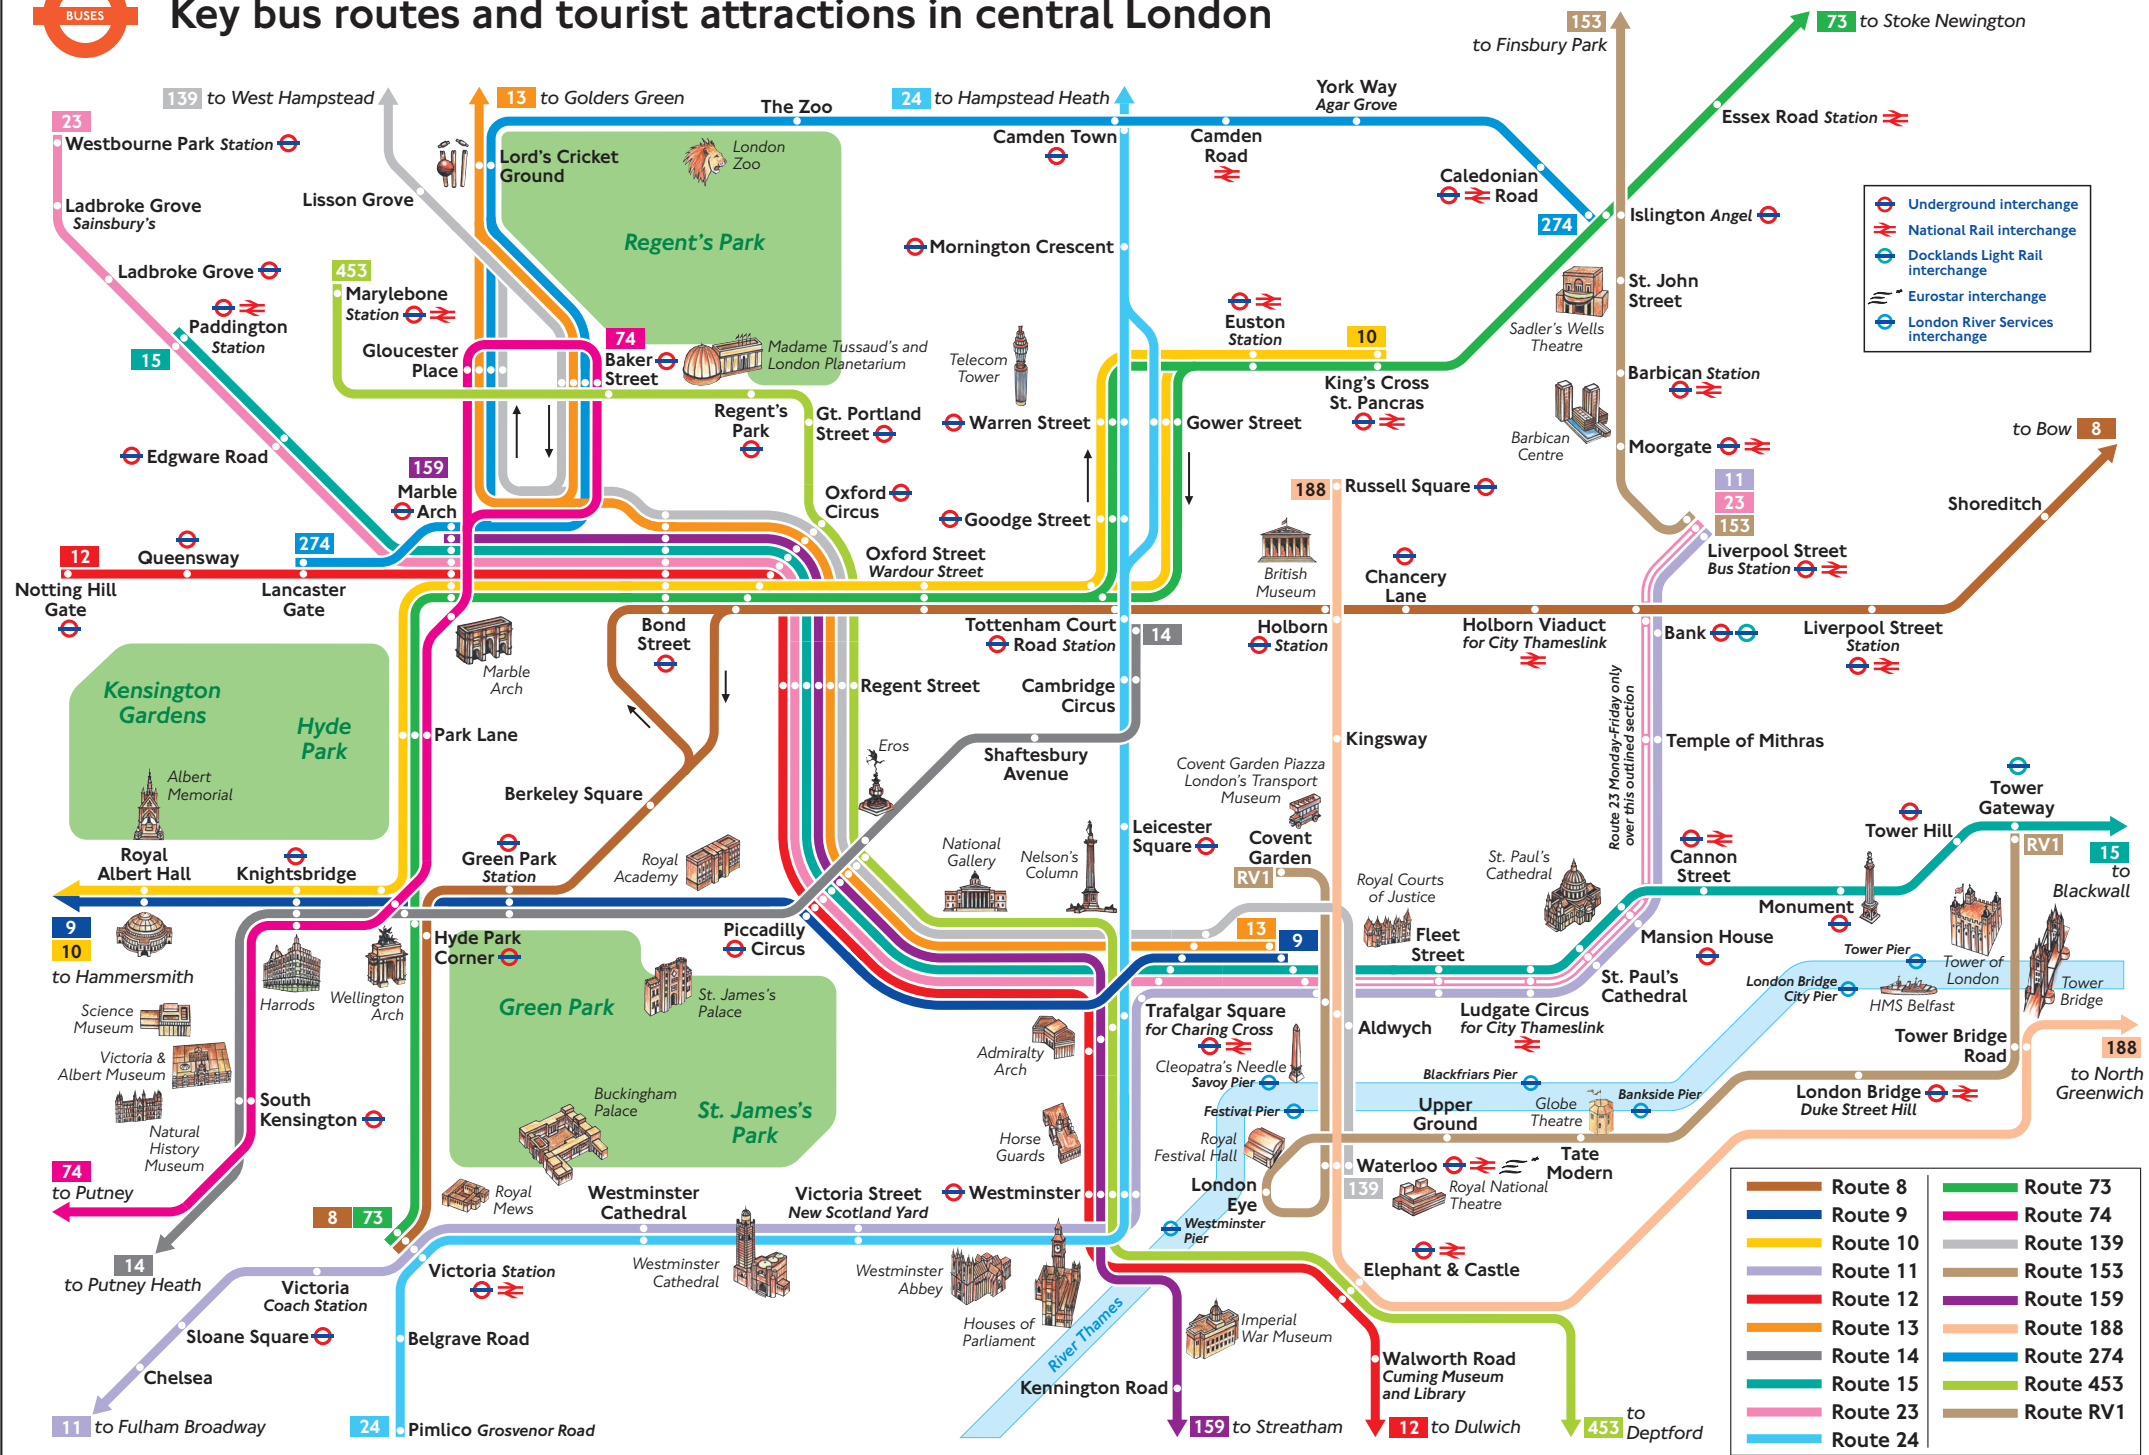 BUSES
Key bus routes and tourist attractions in central London
153
to Finsbury Park
73 to Stoke Newington
139 to West Hampstead
13 to Golders Green
24 to Hampstead Heath
The Zoo
York Way
Agar Grove
23
Westbourne Park Station
Essex Road Station
Camden Town
Camden
Road
Lord's Cricket
Ground
London
Zoo
Lisson Grove
Caledonian
Road
Ladbroke Grove
Sainsbury's
274
Islington Angel
Underground interchange
National Rail interchange
Docklands Light Rail
interchange
Eurostar interchange
London River Services
interchange
Regent's Park
Mornington Crescent
Ladbroke Grove
453
Marylebone
Station
St. John
Street
Paddington
Station
15
Euston
Station
10
Sadler's Wells
Theatre
74
Gloucester
Place
Baker
Street
Madame Tussaud's and
London Planetarium
Telecom
Tower
King's Cross
St. Pancras
Barbican Station
Regent's
Park
Gt. Portland
Street
Warren Street
Gower Street
Barbican
Centre
Moorgate
to Bow 8
Edgware Road
159
Marble
Arch
Oxford
Circus
Goodge Street
188
Russell Square
11
23
153
Shoreditch
Queensway
274
12
Notting Hill
Gate
Lancaster
Gate
Oxford Street
Wardour Street
British
Museum
Chancery
Lane
Liverpool Street
Bus Station
Marble
Arch
Bond
Street
Tottenham Court
Road Station
14
Holborn
Station
Holborn Viaduct
for City Thameslink
Bank
Liverpool Street
Station
Kensington
Gardens
Hyde
Park
Park Lane
Regent Street
Cambridge
Circus
Route 23 Monday-Friday only
over this outlined section
Albert
Memorial
Berkeley Square
Eros
Shaftesbury
Avenue
Kingsway
Temple of Mithras
Covent Garden Piazza
London's Transport
Museum
Tower
Gateway
Tower Hill
RV1
15
to
Blackwall
Royal
Albert Hall
Knightsbridge
Green Park
Station
Royal
Academy
National
Gallery
Nelson's
Column
Leicester
Square
Covent
Garden
RV1
Royal Courts
of Justice
St. Paul's
Cathedral
Cannon
Street
Monument
9
10
to Hammersmith
Harrods
Wellington
Arch
Hyde Park
Corner
Piccadilly
Circus
13
9
Fleet
Street
Mansion House
St. Paul's
Cathedral
Tower Pier
London Bridge
City Pier
HMS Belfast
Tower of
London
Tower
Bridge
Science
Museum
Victoria &
Albert Museum
Natural
History
Museum
South
Kensington
Green Park
St. James's
Palace
Admiralty
Arch
Trafalgar Square
for Charing Cross
Aldwych
Ludgate Circus
for City Thameslink
Tower Bridge
Road
188
to North
Greenwich
Cleopatra's Needle
Savoy Pier
Blackfriars Pier
Festival Pier
Upper
Ground
Globe
Theatre
Bankside Pier
London Bridge
Duke Street Hill
Buckingham
Palace
St. James's
Park
Horse
Guards
Royal
Festival Hall
Waterloo
139
Royal National
Theatre
Tate
Modern
London
Eye
74
to Putney
14
to Putney Heath
8 73
Royal
Mews
Westminster
Cathedral
Victoria Street
New Scotland Yard
Westminster
Westminster
Pier
Victoria
Coach Station
Victoria Station
Westminster
Cathedral
Westminster
Abbey
Houses of
Parliament
Elephant & Castle
Imperial
War Museum
River Thames
Sloane Square
Belgrave Road
Chelsea
Kennington Road
Walworth Road
Cuming Museum
and Library
11 to Fulham Broadway
24
Pimlico Grosvenor Road
159 to Streatham
12 to Dulwich
453
to
Deptford
Route 8
Route 9
Route 10
Route 11
Route 12
Route 13
Route 14
Route 15
Route 23
Route 24
Route 73
Route 74
Route 139
Route 153
Route 159
Route 188
Route 274
Route 453
Route RV1